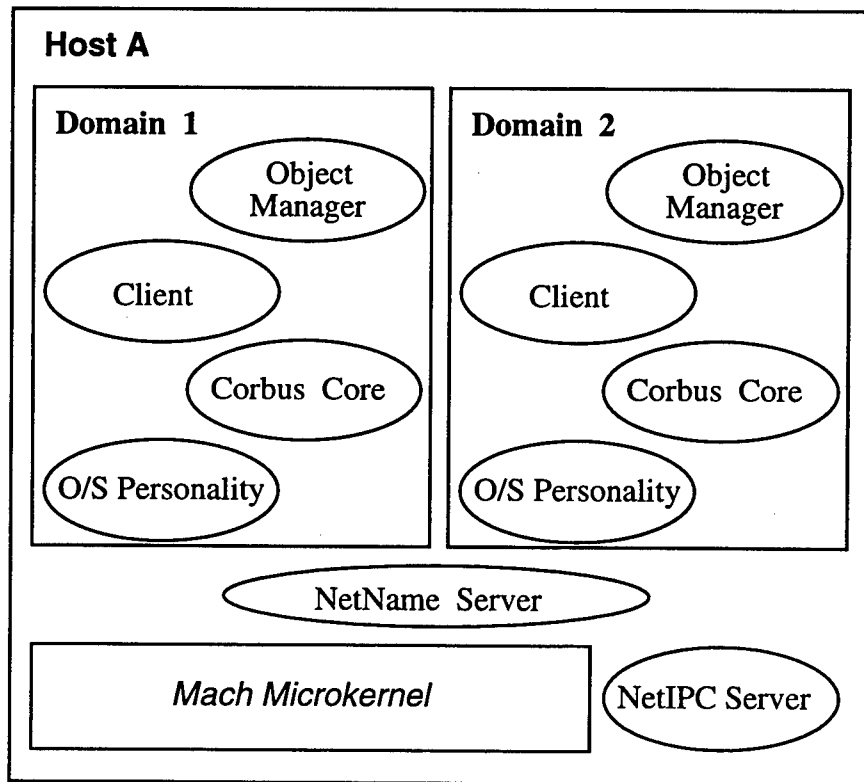 Host A
Domain 1
Object
Manager
Client
Corbus Core
O/S Personality
Domain 2
Object
Manager
Client
Corbus Core
O/S Personality
NetName Server
Mach Microkernel
NetIPC Server